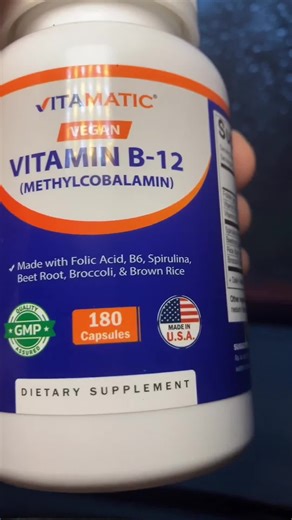 VITAMATIC®
VEGAN
VITAMIN B-12
(METHYLCOBALAMIN)
✓ Made with Folic Acid, B6, Spirulina,
Beet Root, Broccoli, & Brown Rice
QUALITY
GMP
ASSURED
180
Capsules
MADE IN
U.S.A.
DIETARY SUPPLEMENT